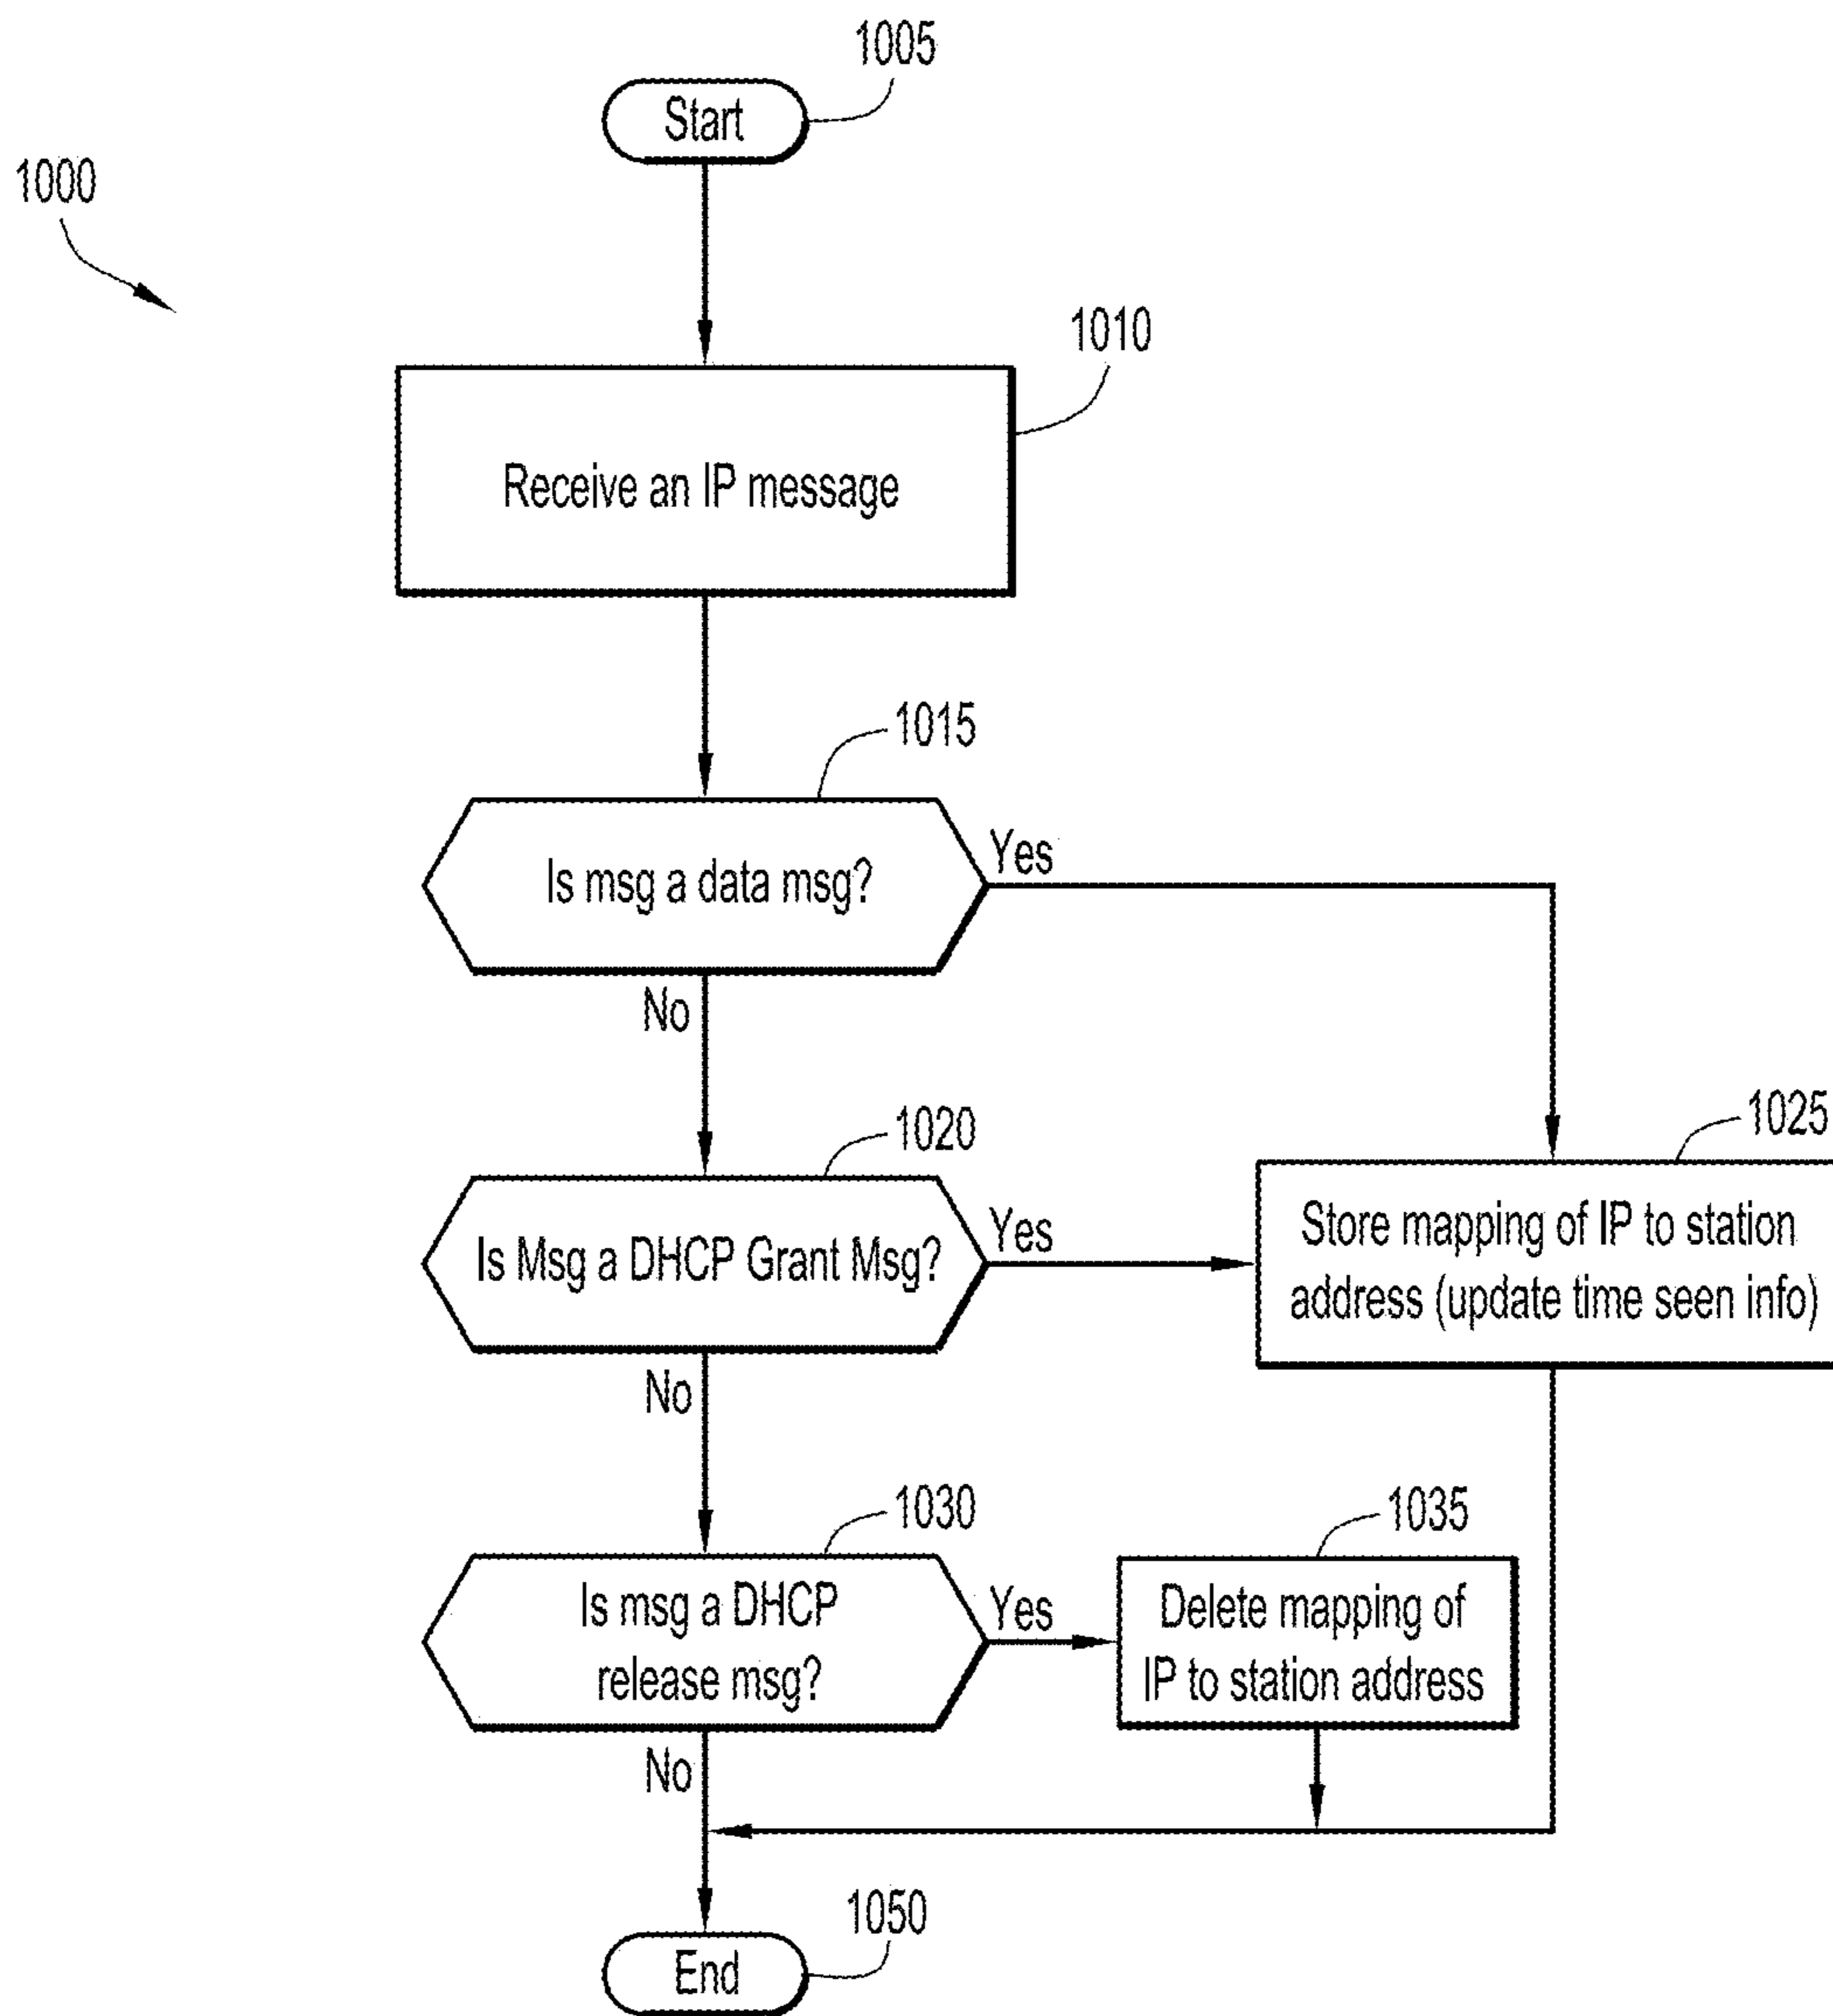 1005
Start
1000
1010
Receive an IP message
1015
Is msg a data msg?
Yes
No
1020
1025
Is Msg a DHCP Grant Msg?
Yes
Store mapping of IP to station
address (update time seen info)
No
1030
1035
Is msg a DHCP
release msg?
Yes
Delete mapping of
IP to station address
No
1050
End